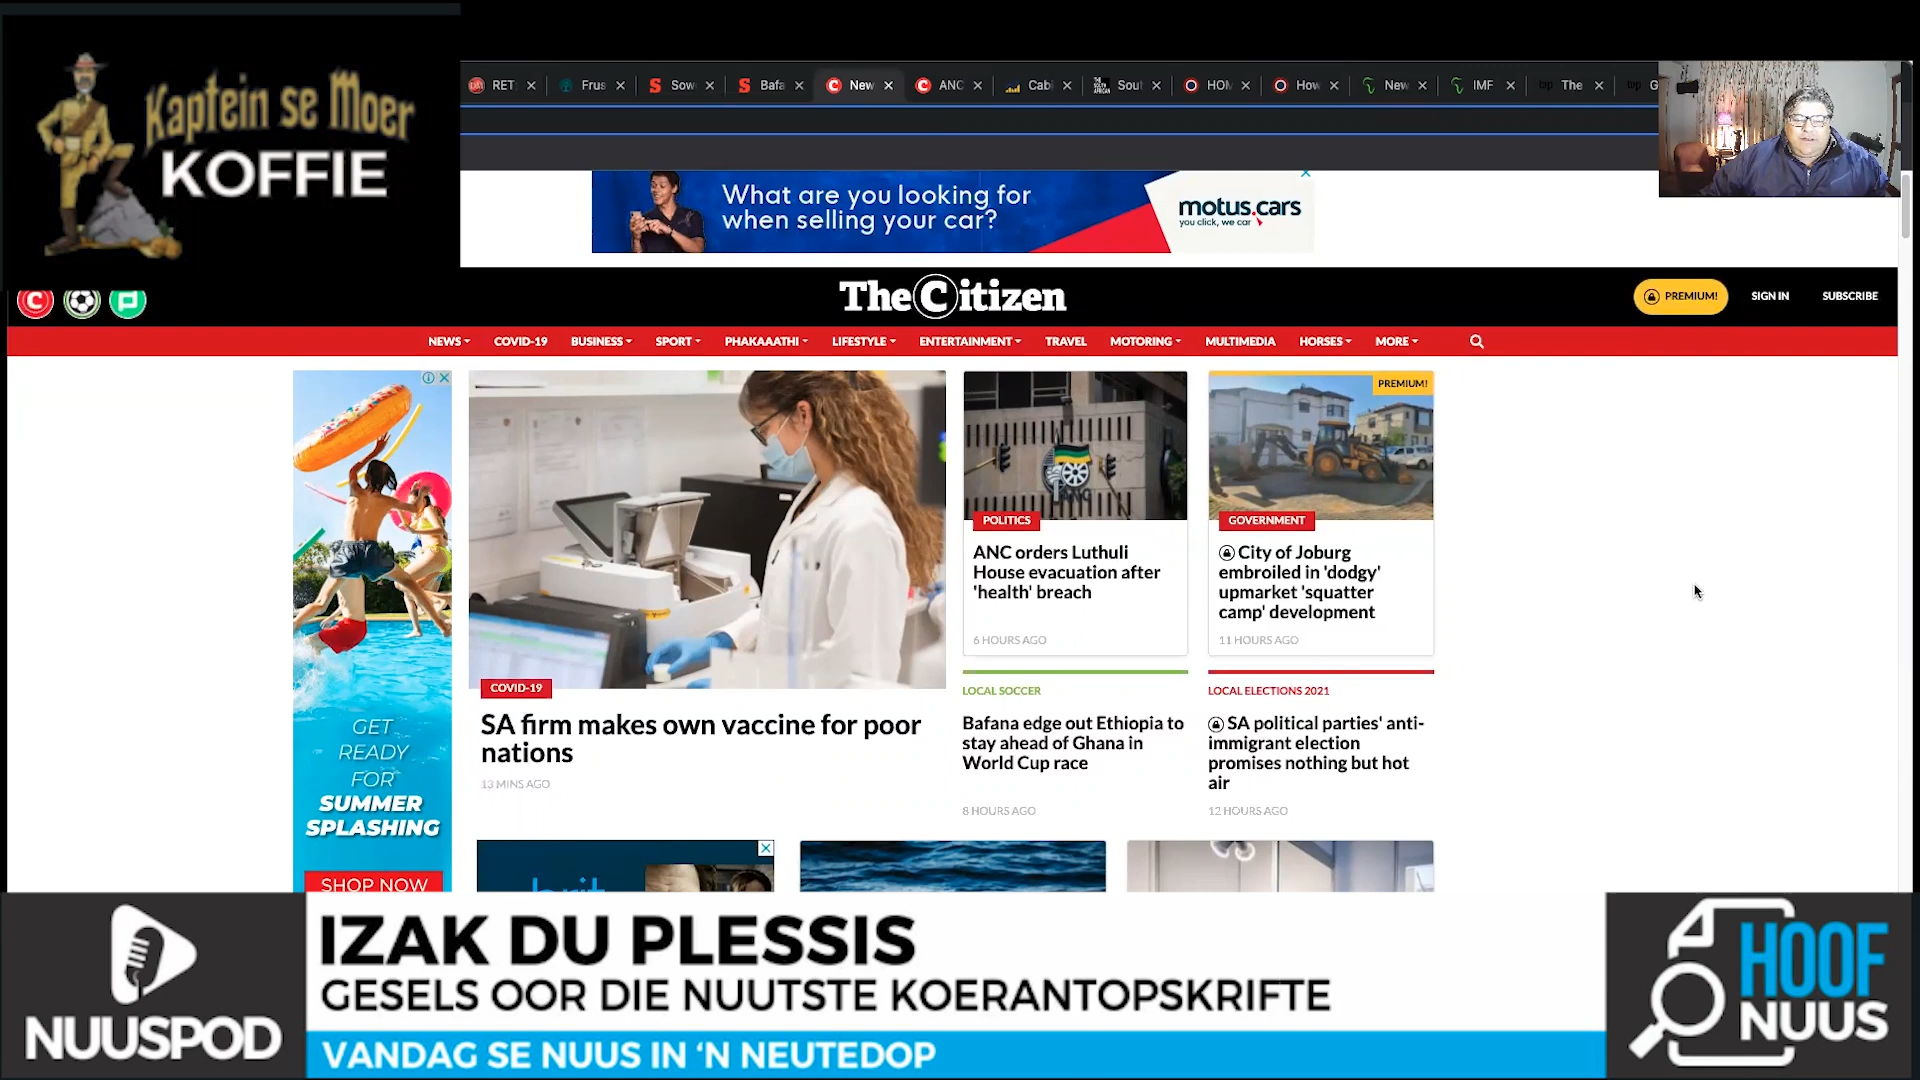 Kaptein se Moer
KOFFIE
RET
Frus
Sow
Bafa
New
ANC
Cabi
Sout
HOM
How
New
IMF
The
G
What are you looking for
when selling your car?
motus.cars
you click, we car
The Citizen
PREMIUM!
SIGN IN
SUBSCRIBE
NEWS
COVID-19
BUSINESS
SPORT
PHAKAAATHI
LIFESTYLE
ENTERTAINMENT
TRAVEL
MOTORING
MULTIMEDIA
HORSES
MORE
GET
READY
FOR
SUMMER
SPLASHING
SHOP NOW
COVID-19
SA firm makes own vaccine for poor
nations
13 MINS AGO
ANC
POLITICS
ANC orders Luthuli
House evacuation after
'health' breach
6 HOURS AGO
PREMIUM!
GOVERNMENT
City of Joburg
embroiled in 'dodgy'
upmarket 'squatter
camp' development
11 HOURS AGO
LOCAL SOCCER
Bafana edge out Ethiopia to
stay ahead of Ghana in
World Cup race
8 HOURS AGO
LOCAL ELECTIONS 2021
SA political parties' anti-
immigrant election
promises nothing but hot
air
12 HOURS AGO
NUUSPOD
IZAK DU PLESSIS
GESELS OOR DIE NUUTSTE KOERANTOPSKRIFTE
VANDAG SE NUUS IN ‘N NEUTEDOP
HOOF
NUUS